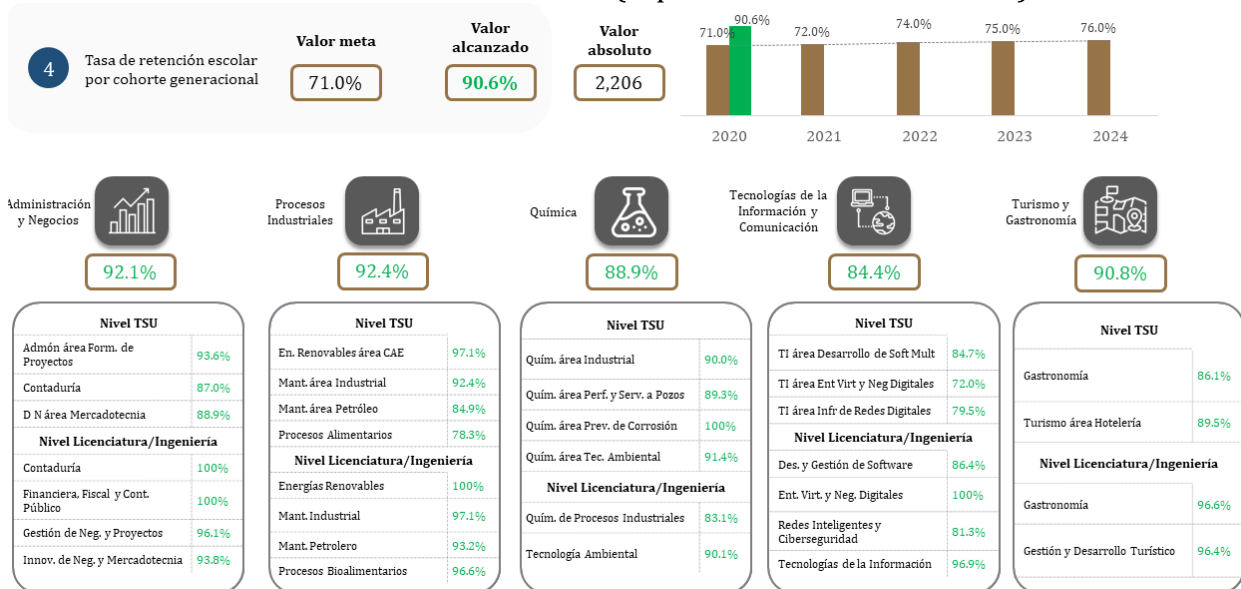 4
Tasa de retención escolar
por cohorte generacional
Valor meta
71.0%
Valor
alcanzado
90.6%
Valor
absoluto
2,206
71.0%
90.6%
72.0%
74.0%
75.0%
76.0%
2020
2021
2022
2023
2024
Administración
y Negocios
92.1%
Nivel TSU
Admón área Form. de
Proyectos
93.6%
Contaduría
87.0%
D N área Mercadotecnia
88.9%
Nivel Licenciatura/Ingeniería
Contaduría
100%
Financiera, Fiscal y Cont.
Público
100%
Gestión de Neg. y Proyectos
96.1%
Innov. de Neg. y Mercadotecnia
93.8%
Procesos
Industriales
92.4%
Nivel TSU
En. Renovables área CAE
97.1%
Mant. área Industrial
92.4%
Mant. área Petróleo
84.9%
Procesos Alimentarios
78.3%
Nivel Licenciatura/Ingeniería
Energías Renovables
100%
Mant. Industrial
97.1%
Mant. Petrolero
93.2%
Procesos Bioalimentarios
96.6%
Química
88.9%
Nivel TSU
Quím. área Industrial
90.0%
Quím. área Perf. y Serv. a Pozos
89.3%
Quím. área Prev. de Corrosión
100%
Quím. área Tec. Ambiental
91.4%
Nivel Licenciatura/Ingeniería
Quím. de Procesos Industriales
83.1%
Tecnología Ambiental
90.1%
Tecnologías de la
Información y
Comunicación
84.4%
Nivel TSU
TI área Desarrollo de Soft Mult
84.7%
TI área Ent Virt y Neg Digitales
72.0%
TI área Infr de Redes Digitales
79.5%
Nivel Licenciatura/Ingeniería
Des. y Gestión de Software
86.4%
Ent. Virt. y Neg. Digitales
100%
Redes Inteligentes y
Ciberseguridad
81.3%
Tecnologías de la Información
96.9%
Turismo y
Gastronomía
90.8%
Nivel TSU
Gastronomía
86.1%
Turismo área Hotelería
89.5%
Nivel Licenciatura/Ingeniería
Gastronomía
96.6%
Gestión y Desarrollo Turístico
96.4%